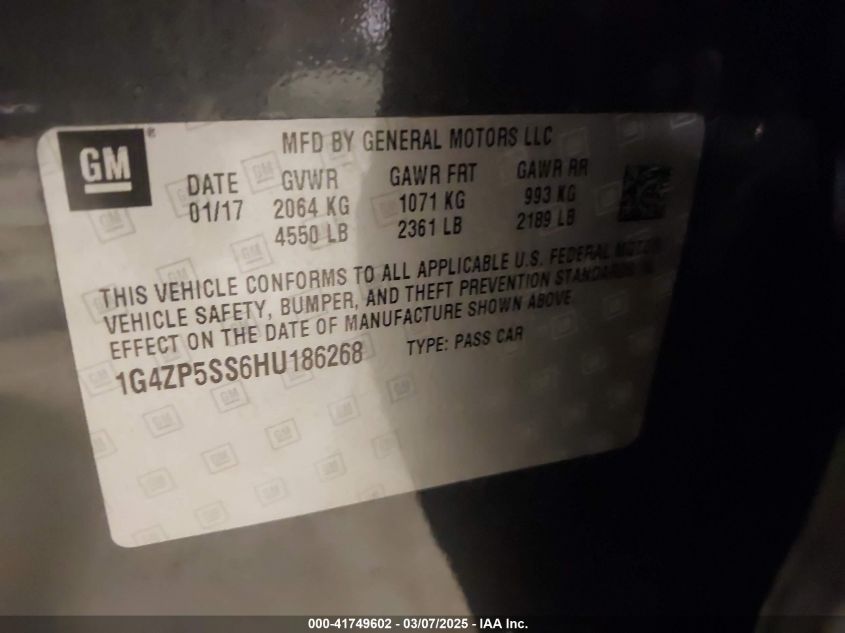 GM
®
MFD BY GENERAL MOTORS LLC
DATE GVWR GAWR FRT GAWR RR
01/17 2064 KG 1071 KG 993 KG
4550 LB 2361 LB 2189 LB
THIS VEHICLE CONFORMS TO ALL APPLICABLE U.S. FEDERAL MOTOR
VEHICLE SAFETY, BUMPER, AND THEFT PREVENTION STANDARDS IN
EFFECT ON THE DATE OF MANUFACTURE SHOWN ABOVE.
1G4ZP5SS6HU186268 TYPE: PASS CAR
000-41749602 - 03/07/2025 - IAA Inc.